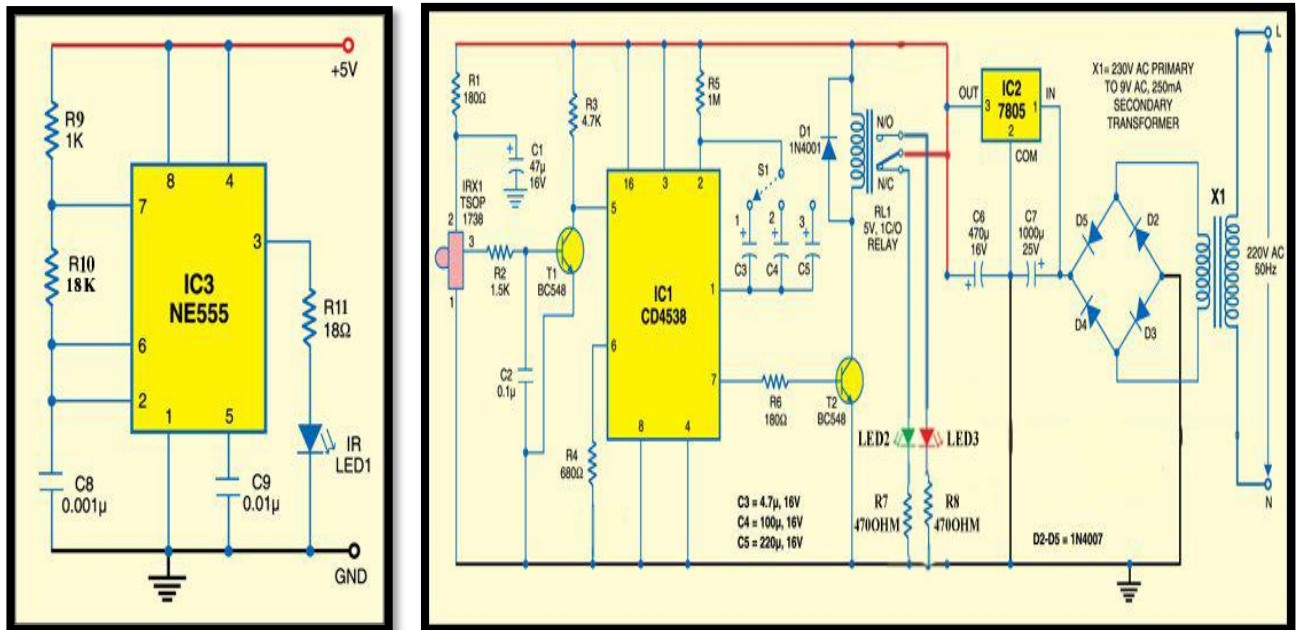 +5V
R9
1K
8
4
7
3
R10
18K
IC3
NE555
R11
18Ω
6
2
1
5
IR
LED1
C8
0.001µ
C9
0.01µ
GND
L
R1
180Ω
R3
4.7K
R5
1M
D1
1N4001
N/O
N/C
OUT
3
IC2
7805
1
IN
2
COM
X1= 230V AC PRIMARY
TO 9V AC, 250mA
SECONDARY
TRANSFORMER
+
C1
47µ
16V
IRX1
TSOP
1738
2
3
1
R2
1.5K
T1
BC548
16
3
2
5
S1
1
2
3
+
+
+
C3
C4
C5
1
RL1
5V, 1C/O
RELAY
C6
470µ
16V
+
C7
1000µ
25V
+
D5
D2
D4
D3
X1
220V AC
50Hz
IC1
CD4538
6
7
8
4
C2
0.1µ
R4
680Ω
R6
180Ω
T2
BC548
LED2
LED3
R7
470OHM
R8
470OHM
C3 = 4.7µ, 16V
C4 = 100µ, 16V
C5 = 220µ, 16V
D2-D5 = 1N4007
N